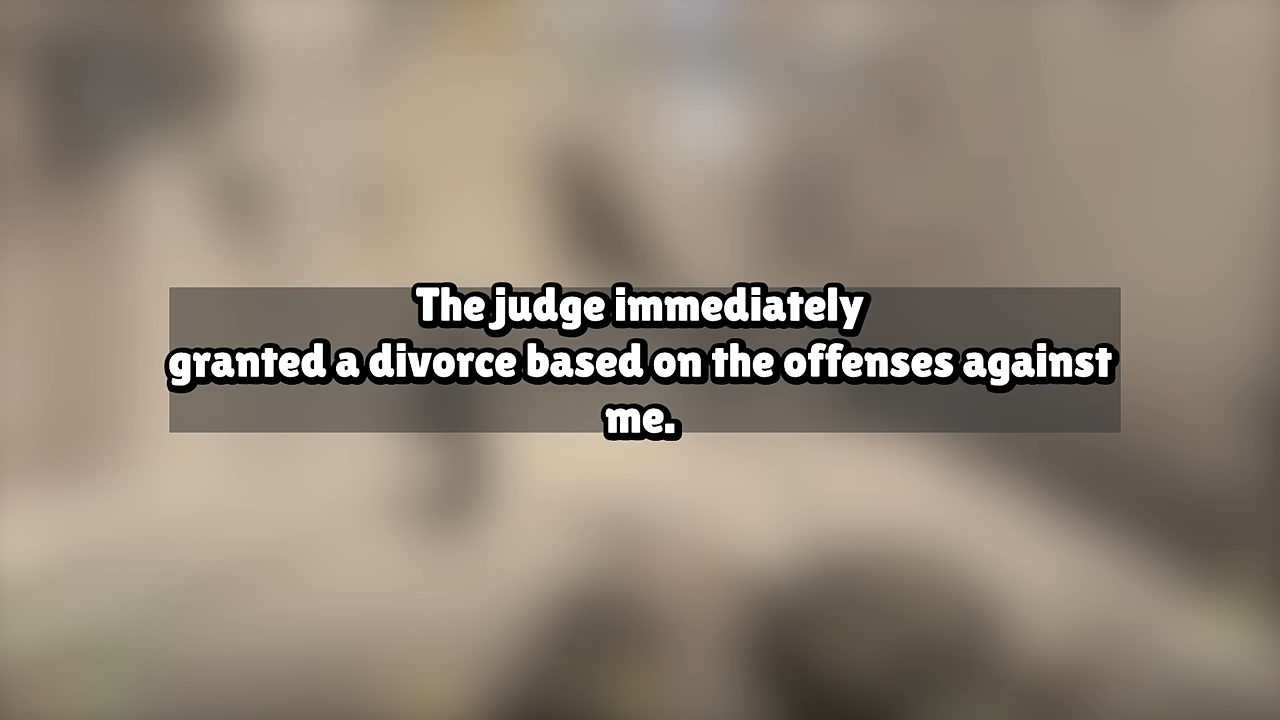 The judge immediately
granted a divorce based on the offenses against
me.